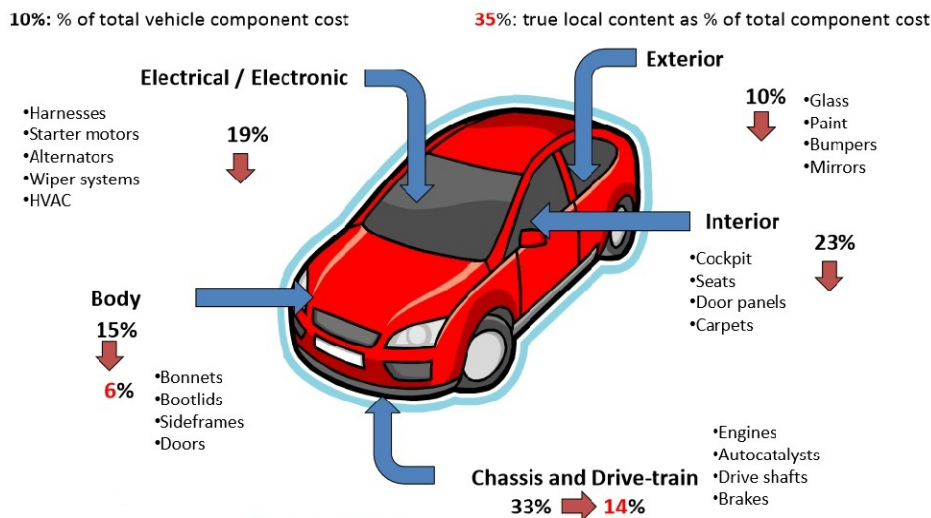 10%: % of total vehicle component cost
35%: true local content as % of total component cost
Electrical / Electronic
•Harnesses
•Starter motors
•Alternators
•Wiper systems
•HVAC
19%
Exterior
10%
•Glass
•Paint
•Bumpers
•Mirrors
Interior
23%
•Cockpit
•Seats
•Door panels
•Carpets
Body
15%
6%
•Bonnets
•Bootlids
•Sideframes
•Doors
Chassis and Drive-train
33% 14%
•Engines
•Autocatalysts
•Drive shafts
•Brakes